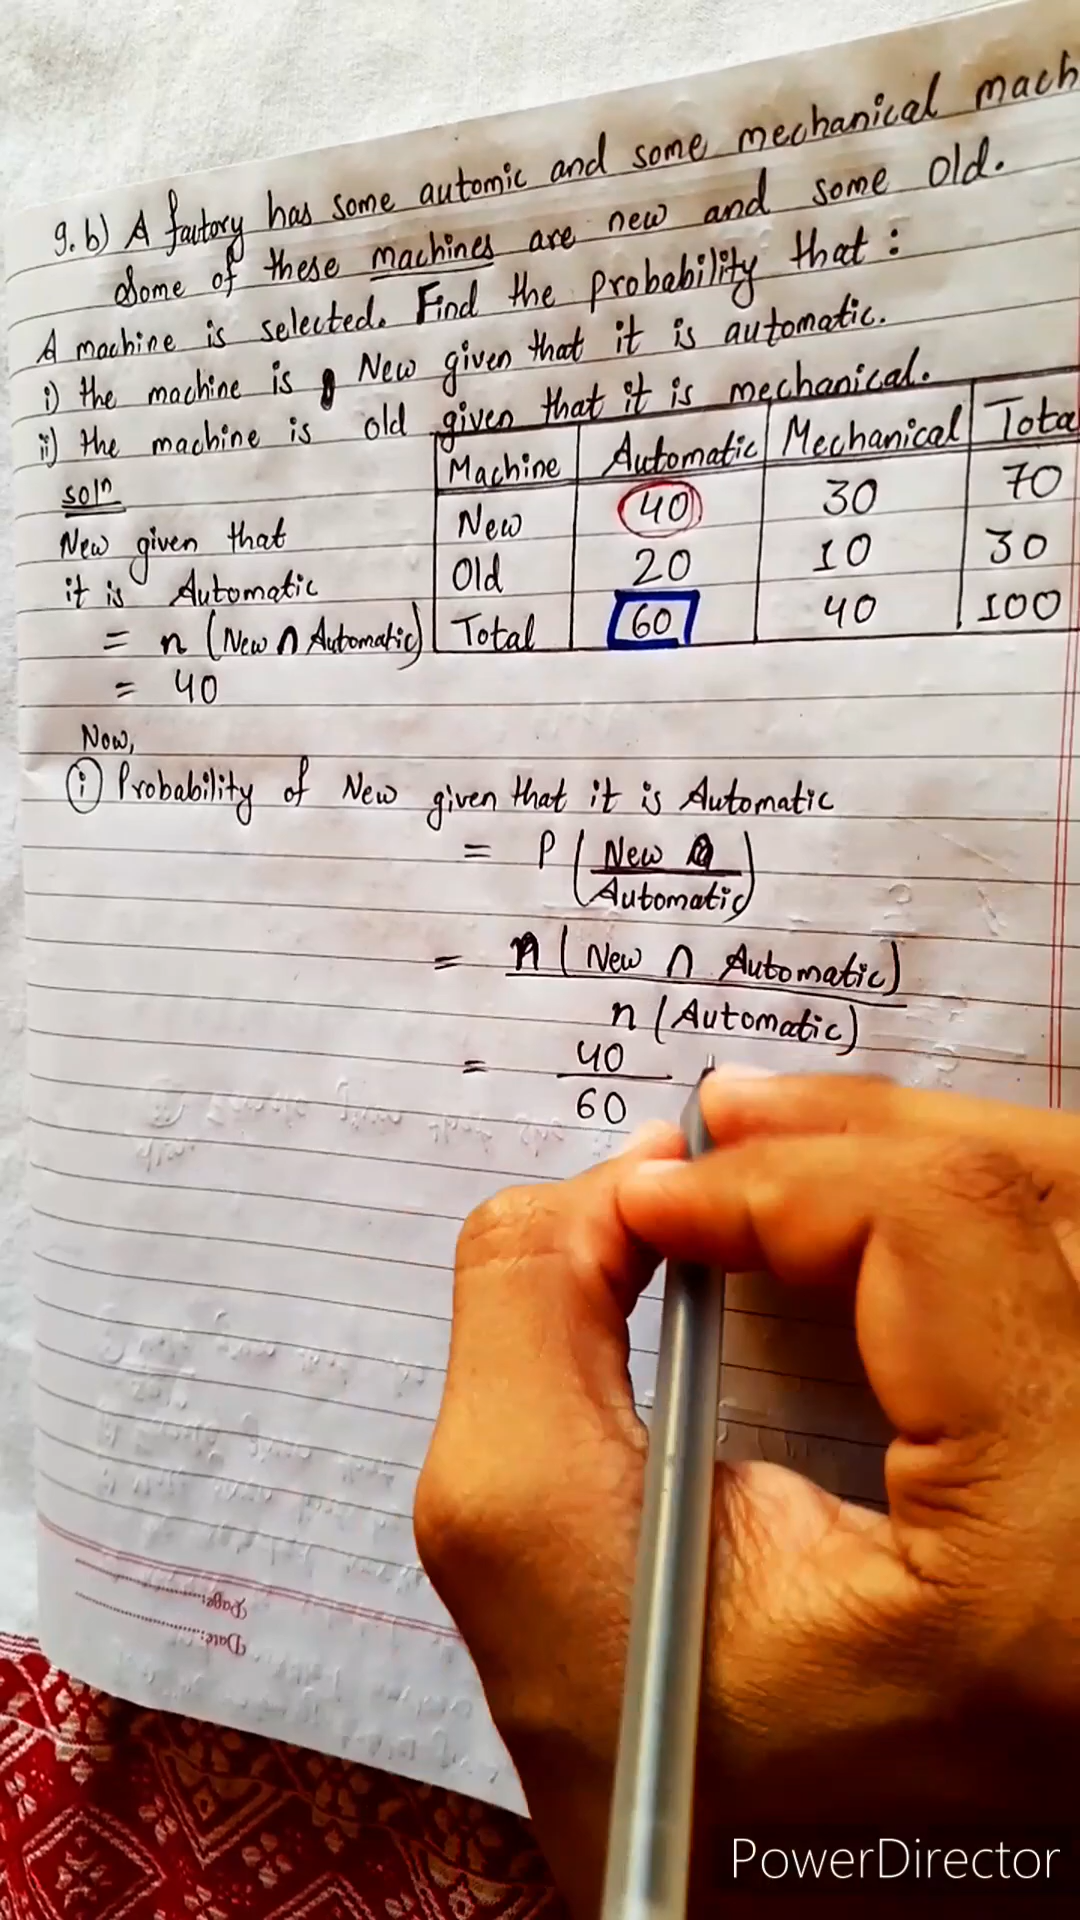 9.b) A factory has some automic and some mechanical mach
Some of these machines are new and some old.
A machine is selected. Find the probability that :
i) the machine is New given that it is automatic.
ii) the machine is old given that it is mechanical.
Machine Automatic Mechanical Tota
New 40 30 70
Old 20 10 30
Total 60 40 100
soln
New given that
it is Automatic
= n (New ∩ Automatic)
= 40
Now,
i Probability of New given that it is Automatic
= P ( New
Automatic )
= n ( New ∩ Automatic)
n (Automatic)
= 40
60
Page:
Date:
PowerDirector